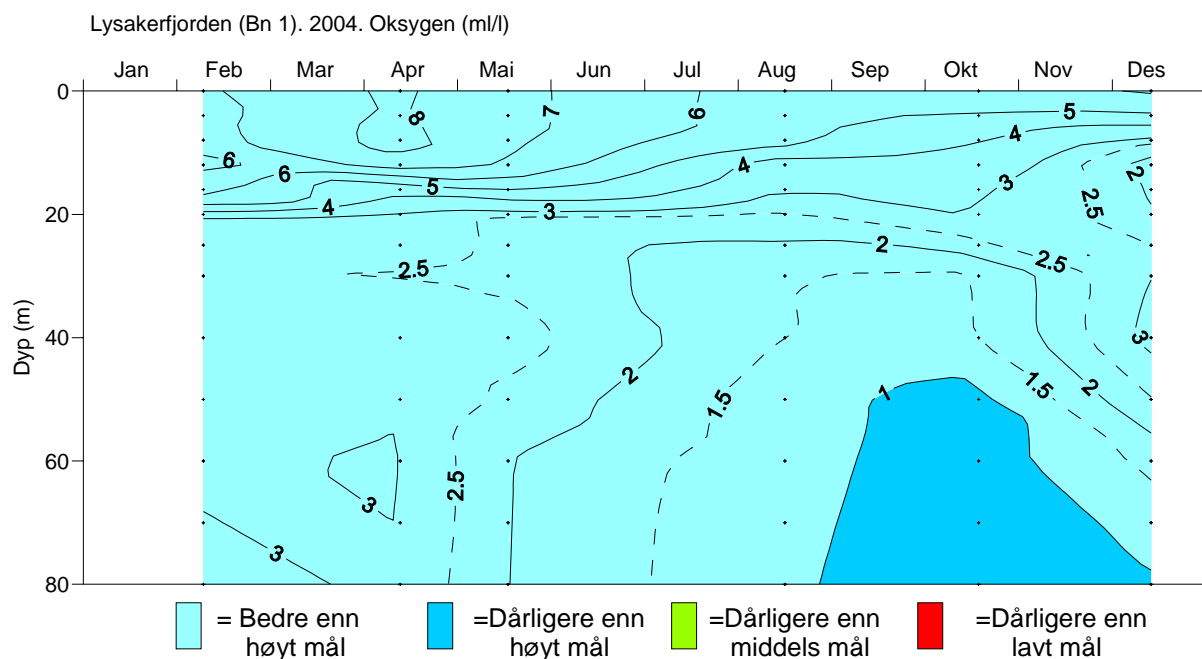 Lysakerfjorden (Bn 1). 2004. Oksygen (ml/l)
Jan Feb Mar Apr Mai Jun Jul Aug Sep Okt Nov Des
0
20
40
60
80
Dyp (m)
8
7
6
5
4
6
6
5
4
3
4
3
2.5
2
2.5
2
2.5
2.5
3
2
1.5
1
1.5
2
2.5
3
3
= Bedre enn
høyt mål
=Dårligere enn
høyt mål
=Dårligere enn
middels mål
=Dårligere enn
lavt mål